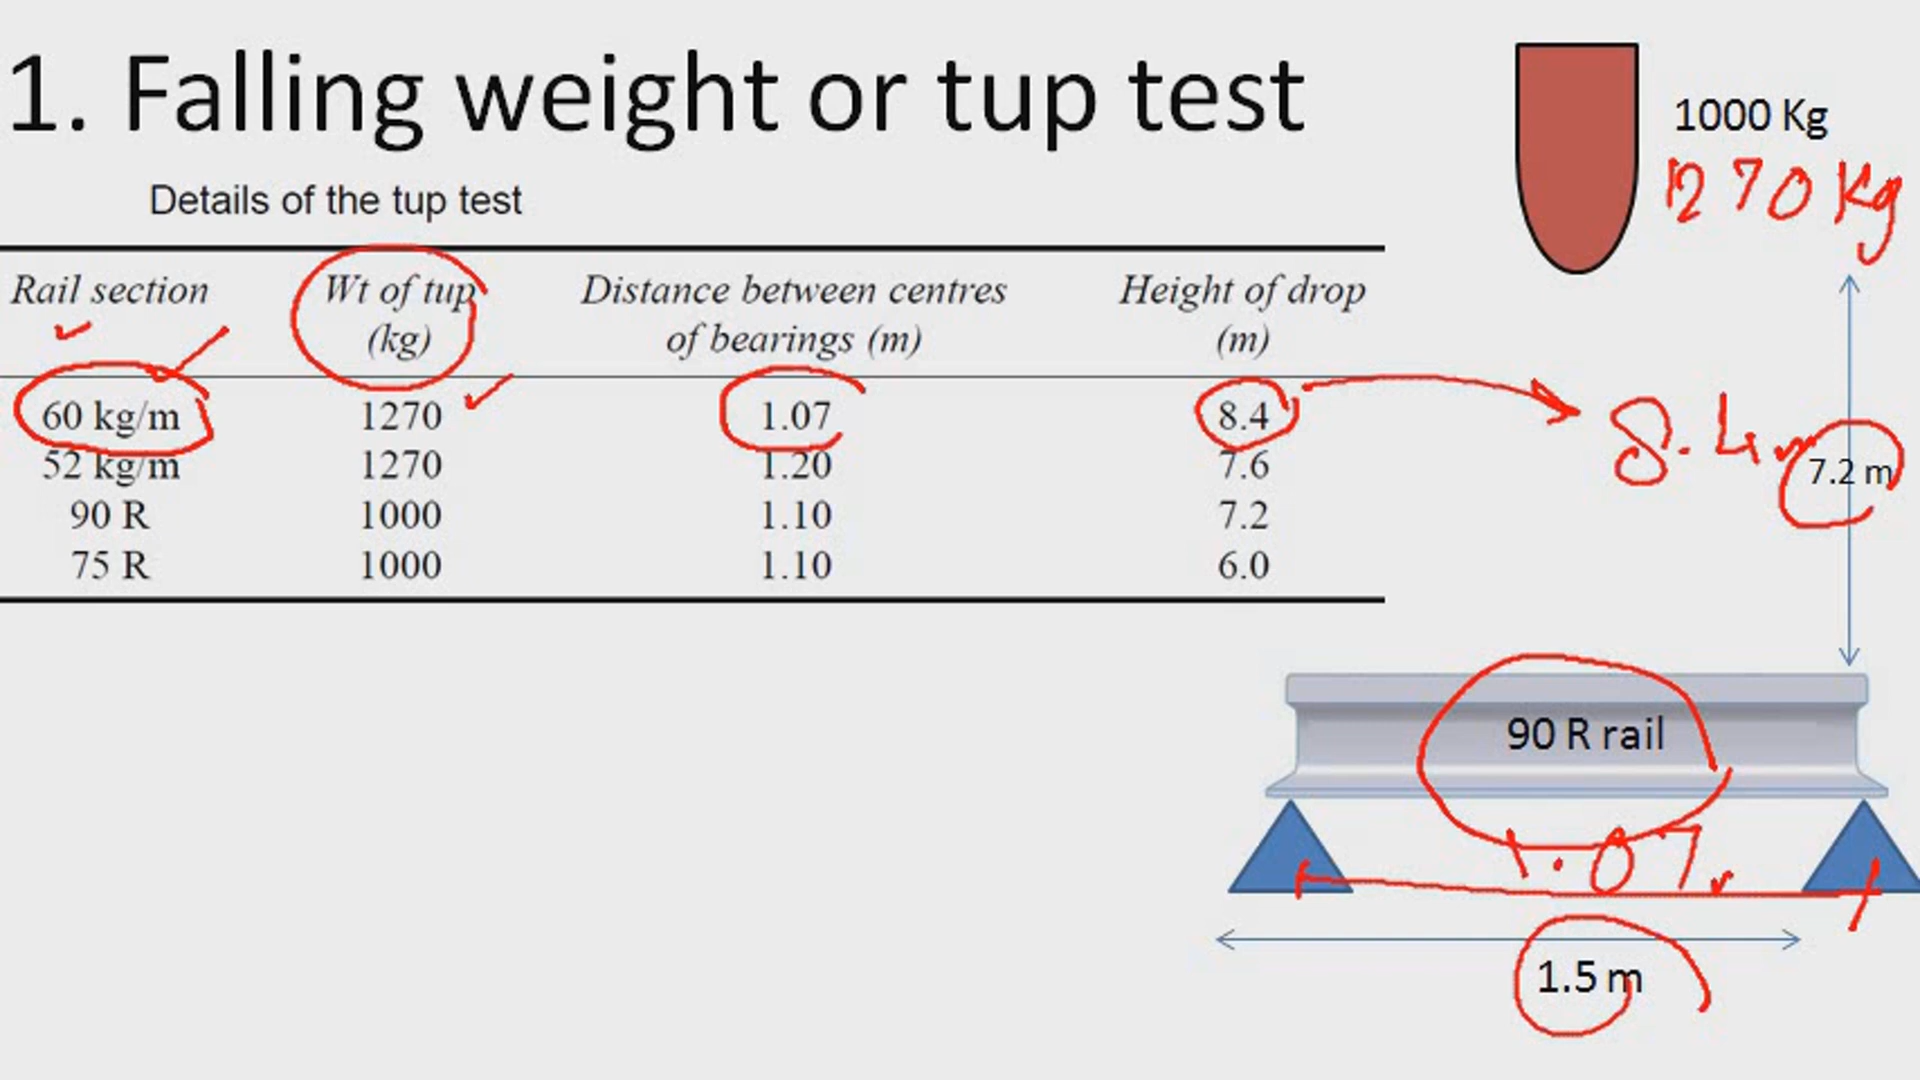 1. Falling weight or tup test
Details of the tup test
Rail section Wt of tup Distance between centres Height of drop
(kg) of bearings (m) (m)
60 kg/m 1270 1.07 8.4
52 kg/m 1270 1.20 7.6
90 R 1000 1.10 7.2
75 R 1000 1.10 6.0
1000 Kg
1270 Kg
8.4m
7.2 m
90 R rail
1.07
1.5 m